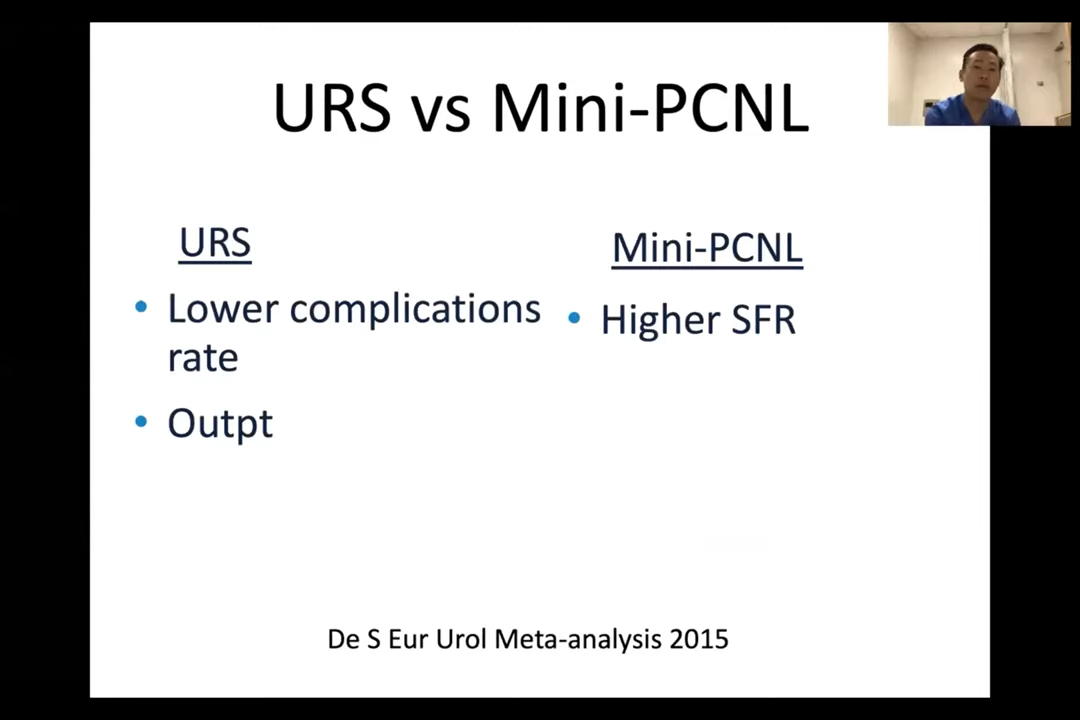 URS vs Mini-PCNL
URS
• Lower complications
rate
• Outpt
Mini-PCNL
• Higher SFR
De S Eur Urol Meta-analysis 2015